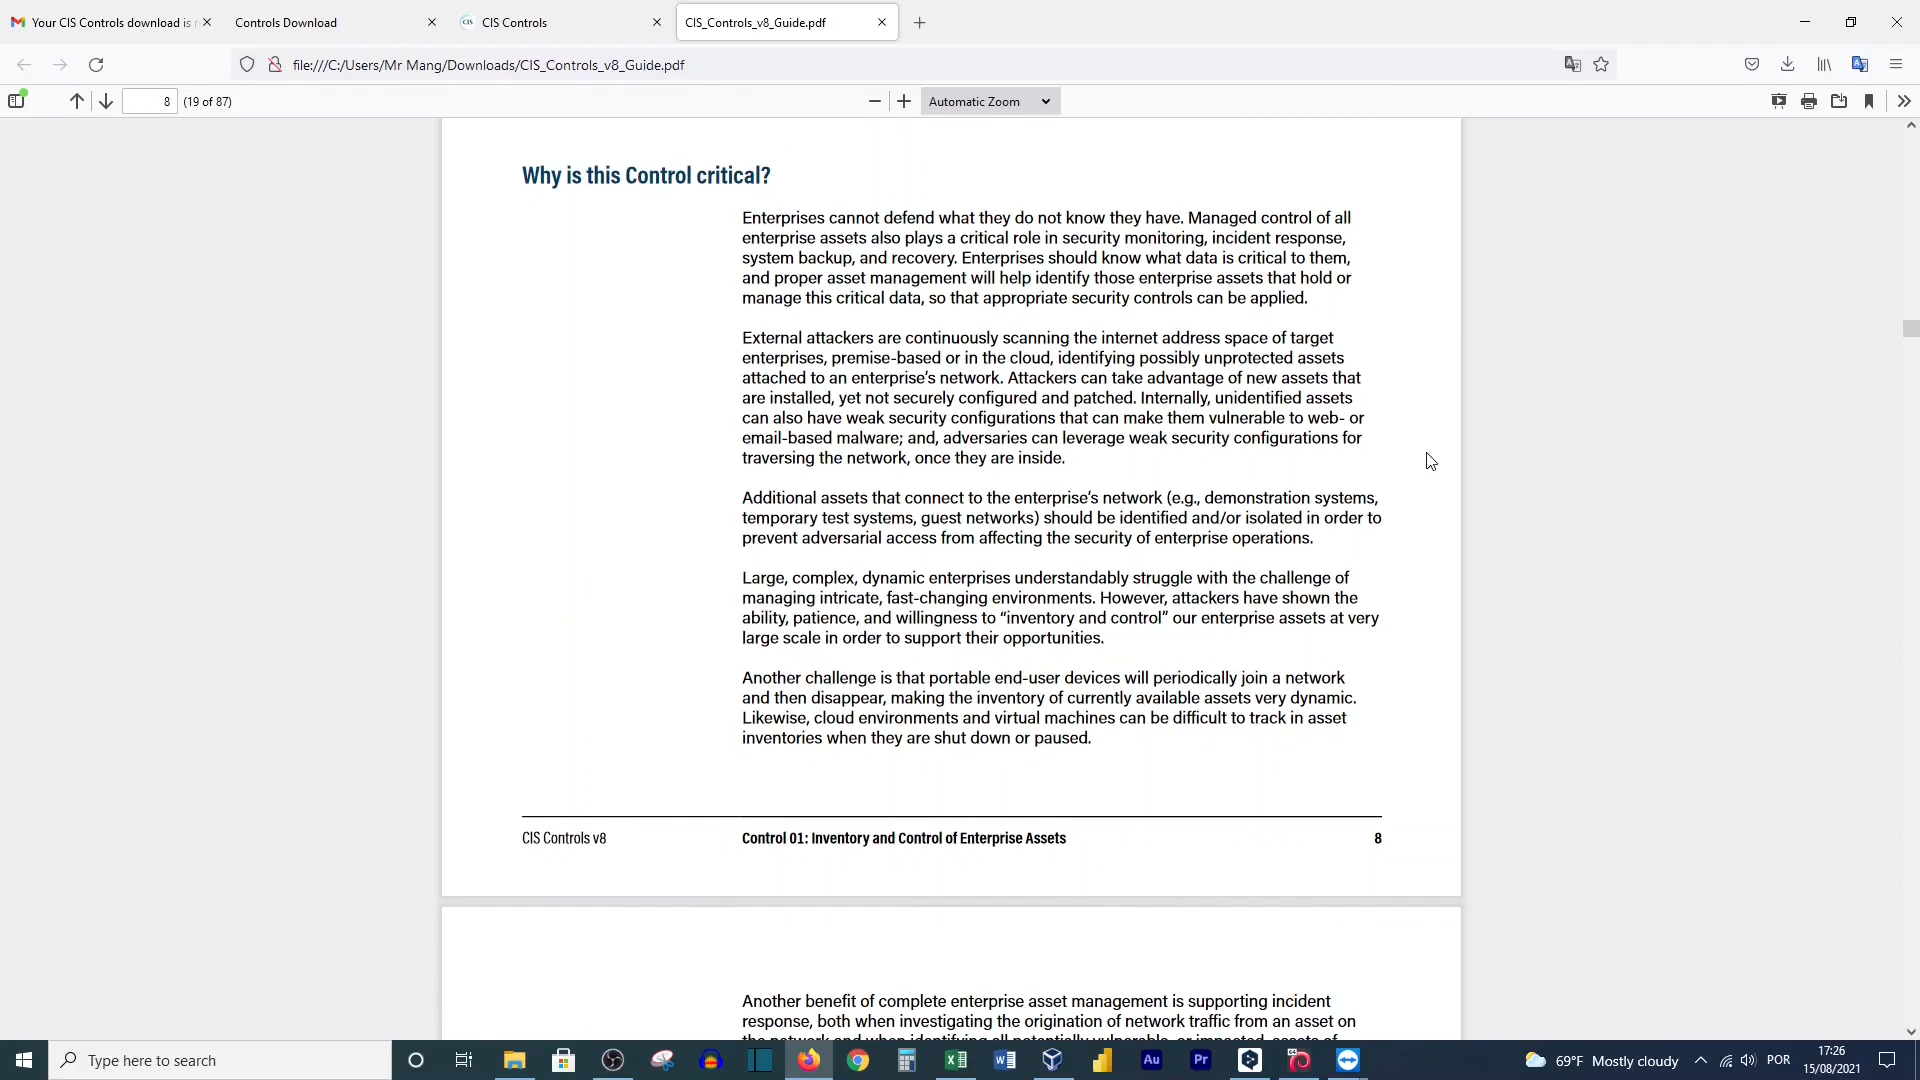 Your CIS Controls download is r
Controls Download
CIS Controls
CIS_Controls_v8_Guide.pdf
file:///C:/Users/Mr Mang/Downloads/CIS_Controls_v8_Guide.pdf
8 (19 of 87)
Automatic Zoom
Why is this Control critical?
Enterprises cannot defend what they do not know they have. Managed control of all
enterprise assets also plays a critical role in security monitoring, incident response,
system backup, and recovery. Enterprises should know what data is critical to them,
and proper asset management will help identify those enterprise assets that hold or
manage this critical data, so that appropriate security controls can be applied.
External attackers are continuously scanning the internet address space of target
enterprises, premise-based or in the cloud, identifying possibly unprotected assets
attached to an enterprise’s network. Attackers can take advantage of new assets that
are installed, yet not securely configured and patched. Internally, unidentified assets
can also have weak security configurations that can make them vulnerable to web- or
email-based malware; and, adversaries can leverage weak security configurations for
traversing the network, once they are inside.
Additional assets that connect to the enterprise’s network (e.g., demonstration systems,
temporary test systems, guest networks) should be identified and/or isolated in order to
prevent adversarial access from affecting the security of enterprise operations.
Large, complex, dynamic enterprises understandably struggle with the challenge of
managing intricate, fast-changing environments. However, attackers have shown the
ability, patience, and willingness to “inventory and control” our enterprise assets at very
large scale in order to support their opportunities.
Another challenge is that portable end-user devices will periodically join a network
and then disappear, making the inventory of currently available assets very dynamic.
Likewise, cloud environments and virtual machines can be difficult to track in asset
inventories when they are shut down or paused.
CIS Controls v8
Control 01: Inventory and Control of Enterprise Assets
8
Another benefit of complete enterprise asset management is supporting incident
response, both when investigating the origination of network traffic from an asset on
the network and when identifying all potentially vulnerable, or impacted, assets of
Type here to search
Au
Pr
69°F Mostly cloudy
POR
17:26
15/08/2021